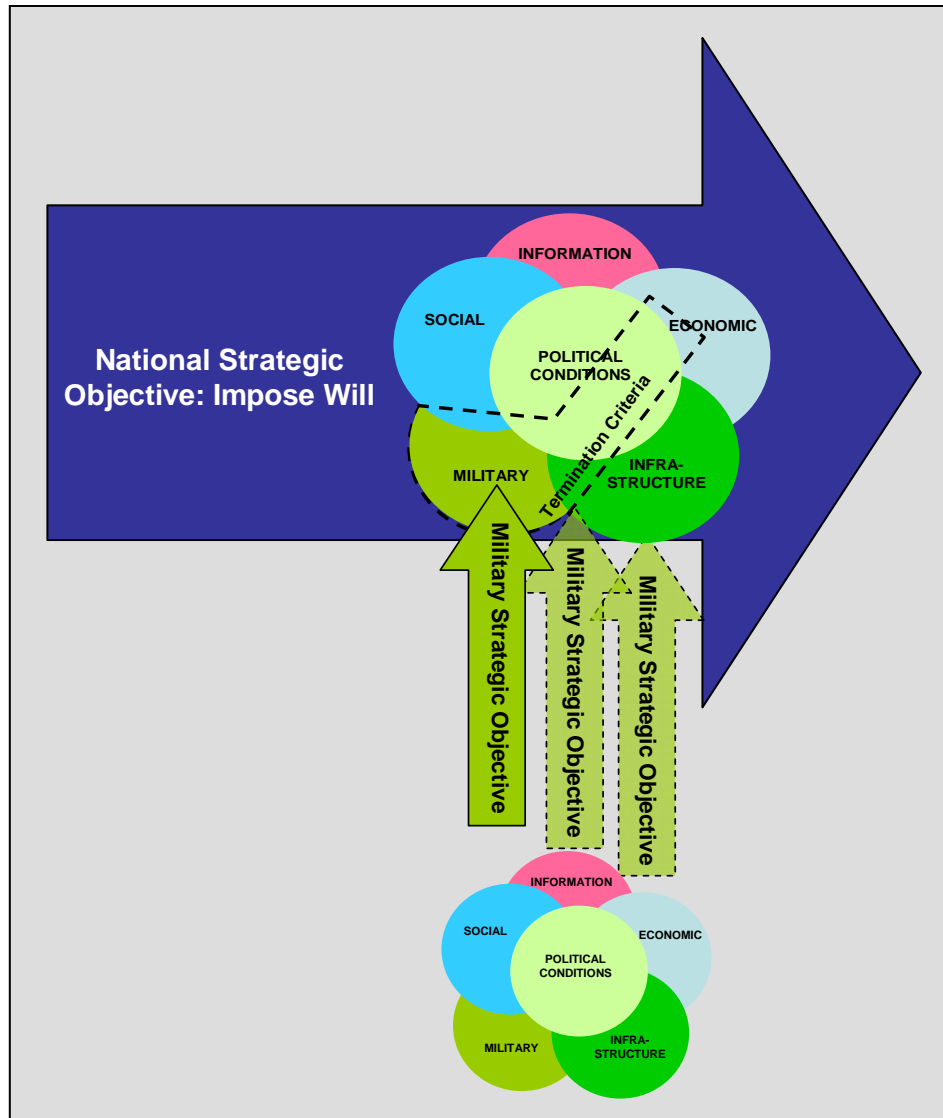 INFORMATION
SOCIAL
ECONOMIC
National Strategic
Objective: Impose Will
POLITICAL
CONDITIONS
Termination Criteria
MILITARY
INFRA-
STRUCTURE
Military Strategic Objective
Military Strategic Objective
Military Strategic Objective
INFORMATION
SOCIAL
ECONOMIC
POLITICAL
CONDITIONS
MILITARY
INFRA-
STRUCTURE